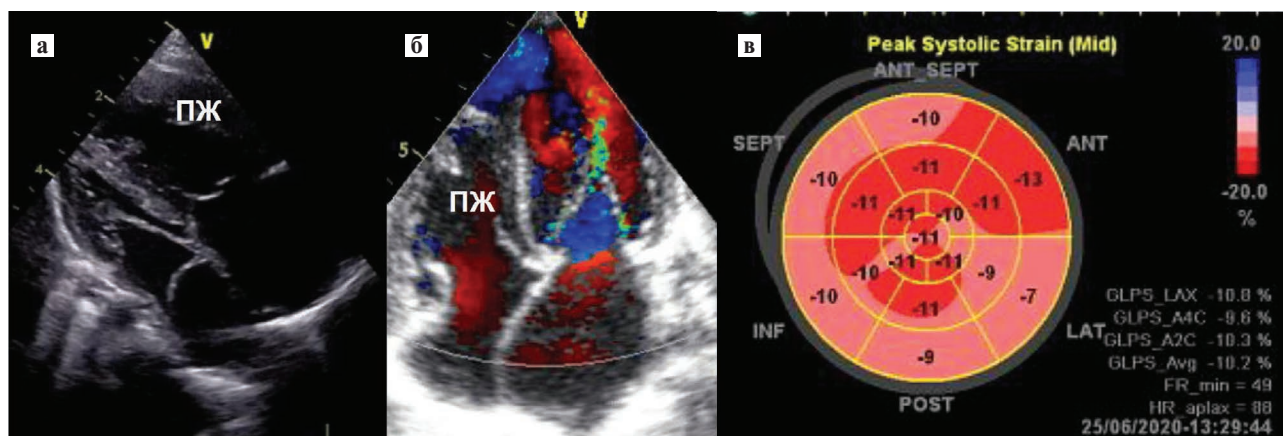 а
V
2
ПЖ
4
б
V
5
ПЖ
в
Peak Systolic Strain (Mid)
20.0
-20.0
%
ANT_SEPT
SEPT
ANT
-10
-10
-11
-13
-11
-11
-11
-10
-11
-10
-10
-11
-11
-9
-7
-11
-9
INF
LAT
POST
GLPS_LAX -10.8 %
GLPS_A4C -9.6 %
GLPS_A2C -10.3 %
GLPS_Avg -10.2 %
FR_min = 49
HR_aplax = 88
25/06/2020-13:29:44